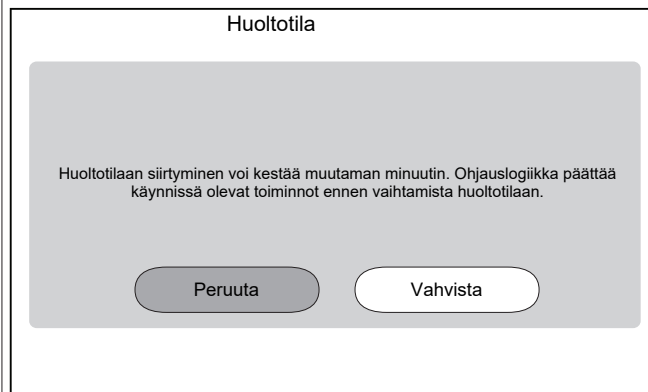 Huoltotila
Huoltotilaan siirtyminen voi kestää muutaman minuutin. Ohjauslogiikka päättää
käynnissä olevat toiminnot ennen vaihtamista huoltotilaan.
Peruuta
Vahvista